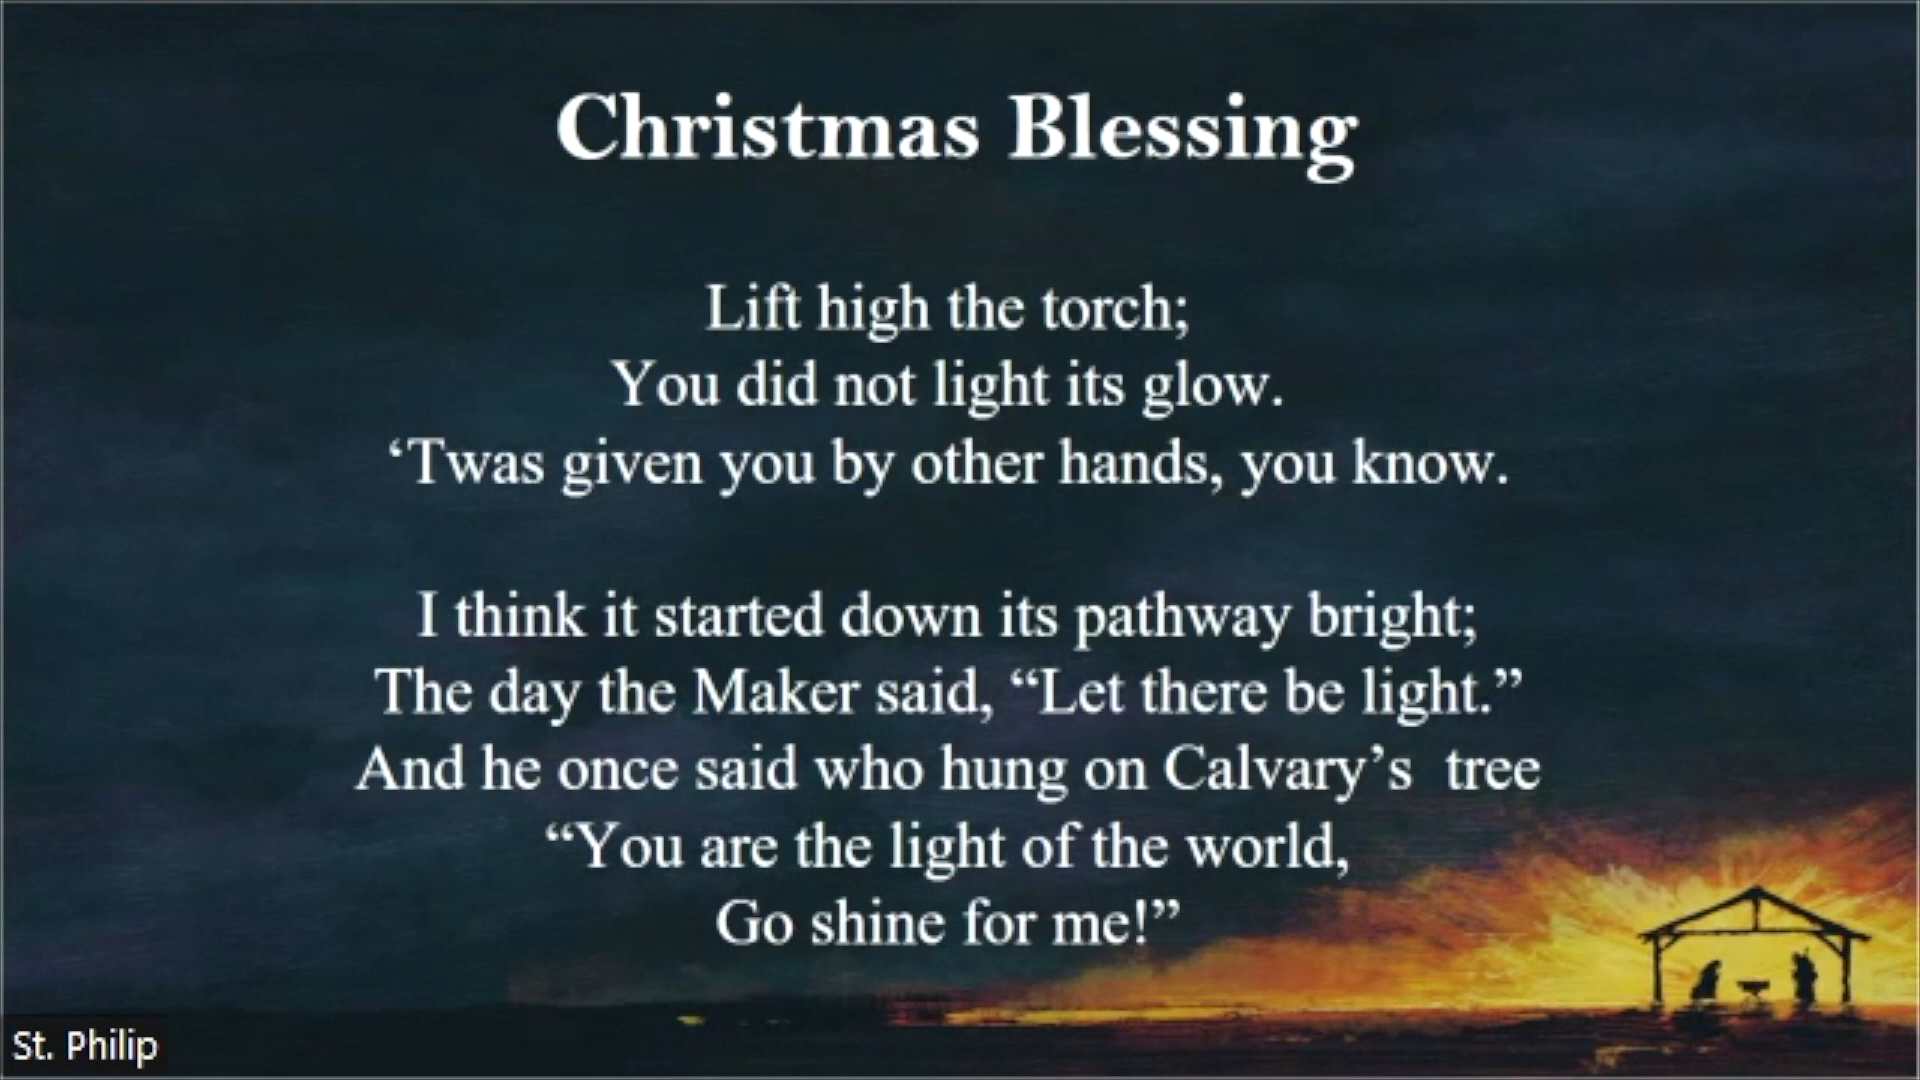 Christmas Blessing
Lift high the torch;
You did not light its glow.
‘Twas given you by other hands, you know.
I think it started down its pathway bright;
The day the Maker said, “Let there be light.”
And he once said who hung on Calvary’s  tree
“You are the light of the world,
Go shine for me!”
St. Philip